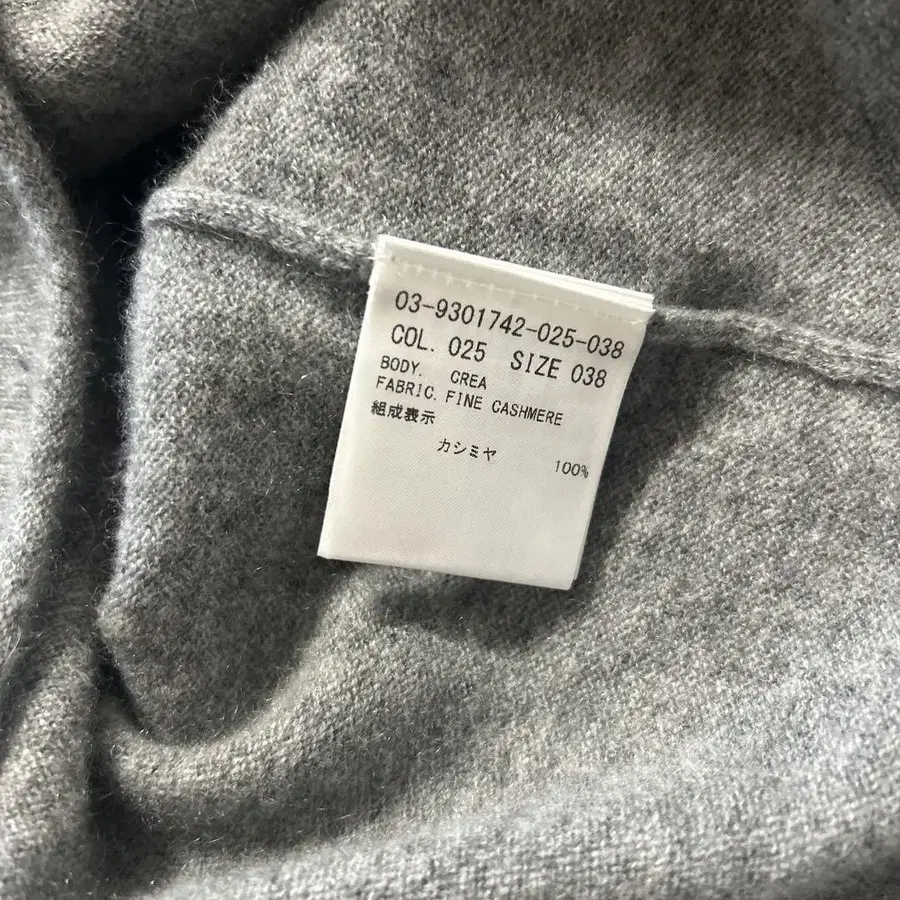 03-9301742-025-038
COL. 025 SIZE 038
BODY. CREA
FABRIC. FINE CASHMERE
組成表示
カシミヤ 100%